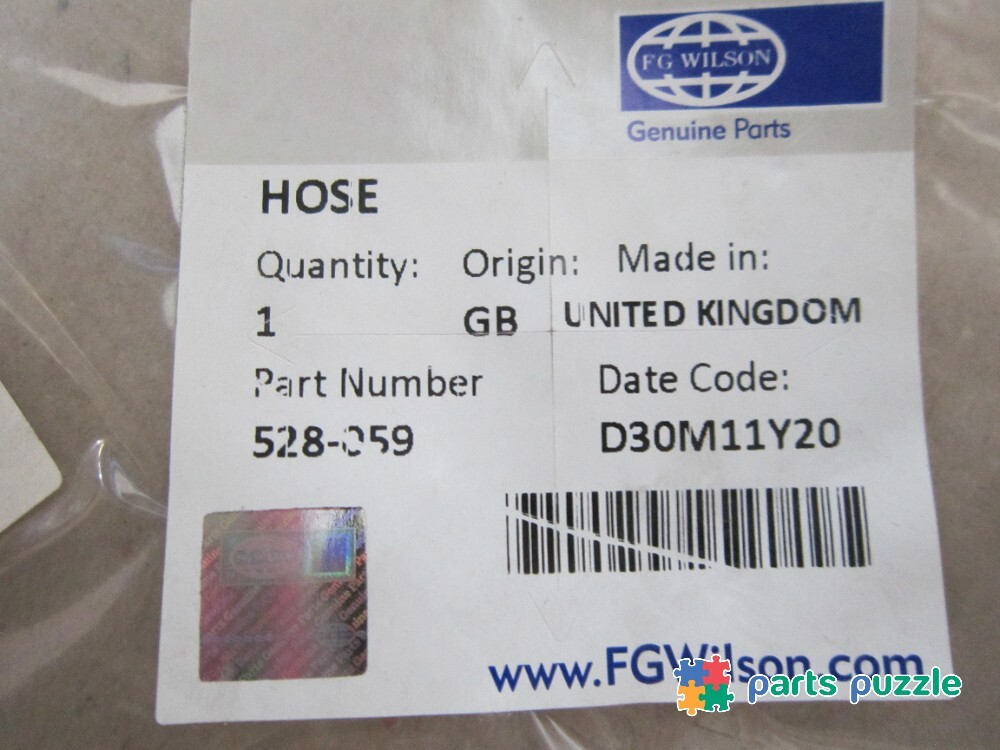 FG WILSON
Genuine Parts
HOSE
Quantity: Origin: Made in:
1 GB UNITED KINGDOM
Part Number Date Code:
528-059 D30M11Y20
www.FGWilson.com
parts puzzle